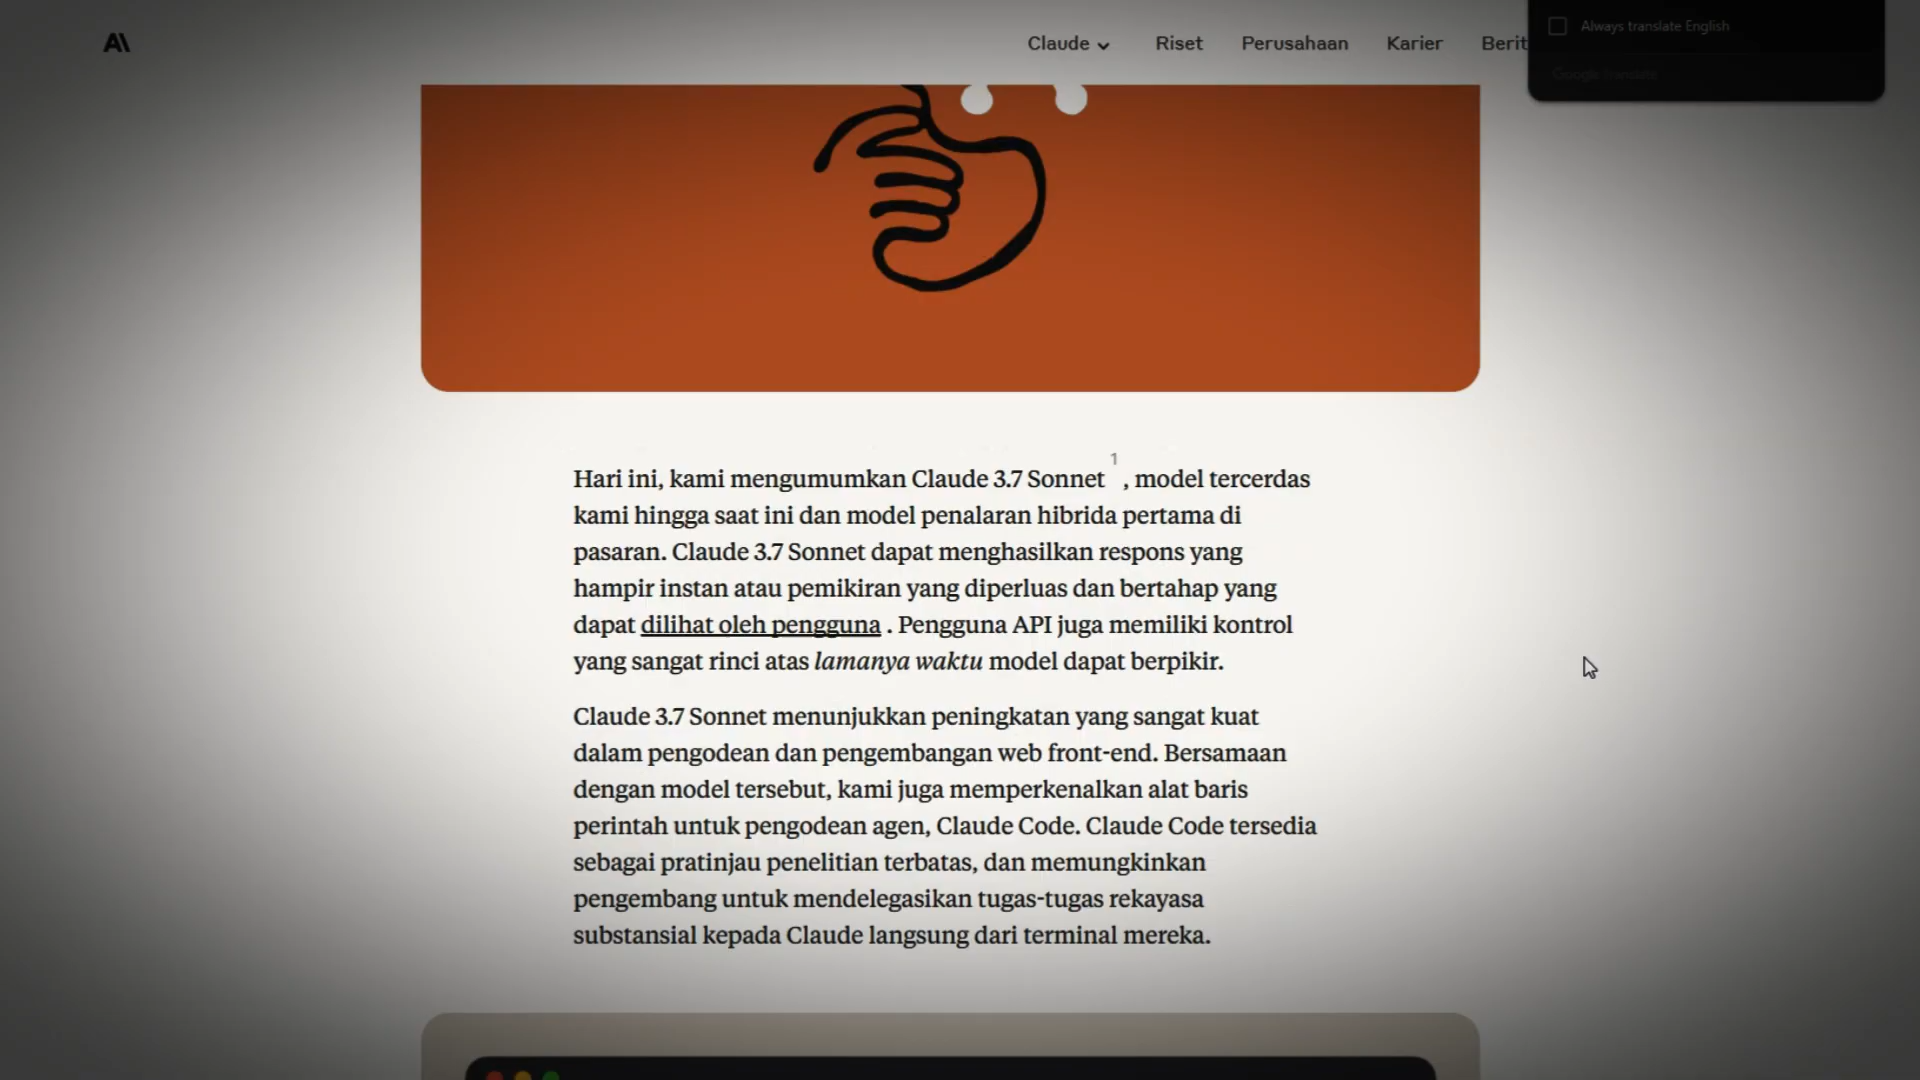 A\
Claude Riset Perusahaan Karier Berit
Always translate English
Google Translate
Hari ini, kami mengumumkan Claude 3.7 Sonnet 1 , model tercerdas
kami hingga saat ini dan model penalaran hibrida pertama di
pasaran. Claude 3.7 Sonnet dapat menghasilkan respons yang
hampir instan atau pemikiran yang diperluas dan bertahap yang
dapat dilihat oleh pengguna . Pengguna API juga memiliki kontrol
yang sangat rinci atas lamanya waktu model dapat berpikir.
Claude 3.7 Sonnet menunjukkan peningkatan yang sangat kuat
dalam pengodean dan pengembangan web front-end. Bersamaan
dengan model tersebut, kami juga memperkenalkan alat baris
perintah untuk pengodean agen, Claude Code. Claude Code tersedia
sebagai pratinjau penelitian terbatas, dan memungkinkan
pengembang untuk mendelegasikan tugas-tugas rekayasa
substansial kepada Claude langsung dari terminal mereka.